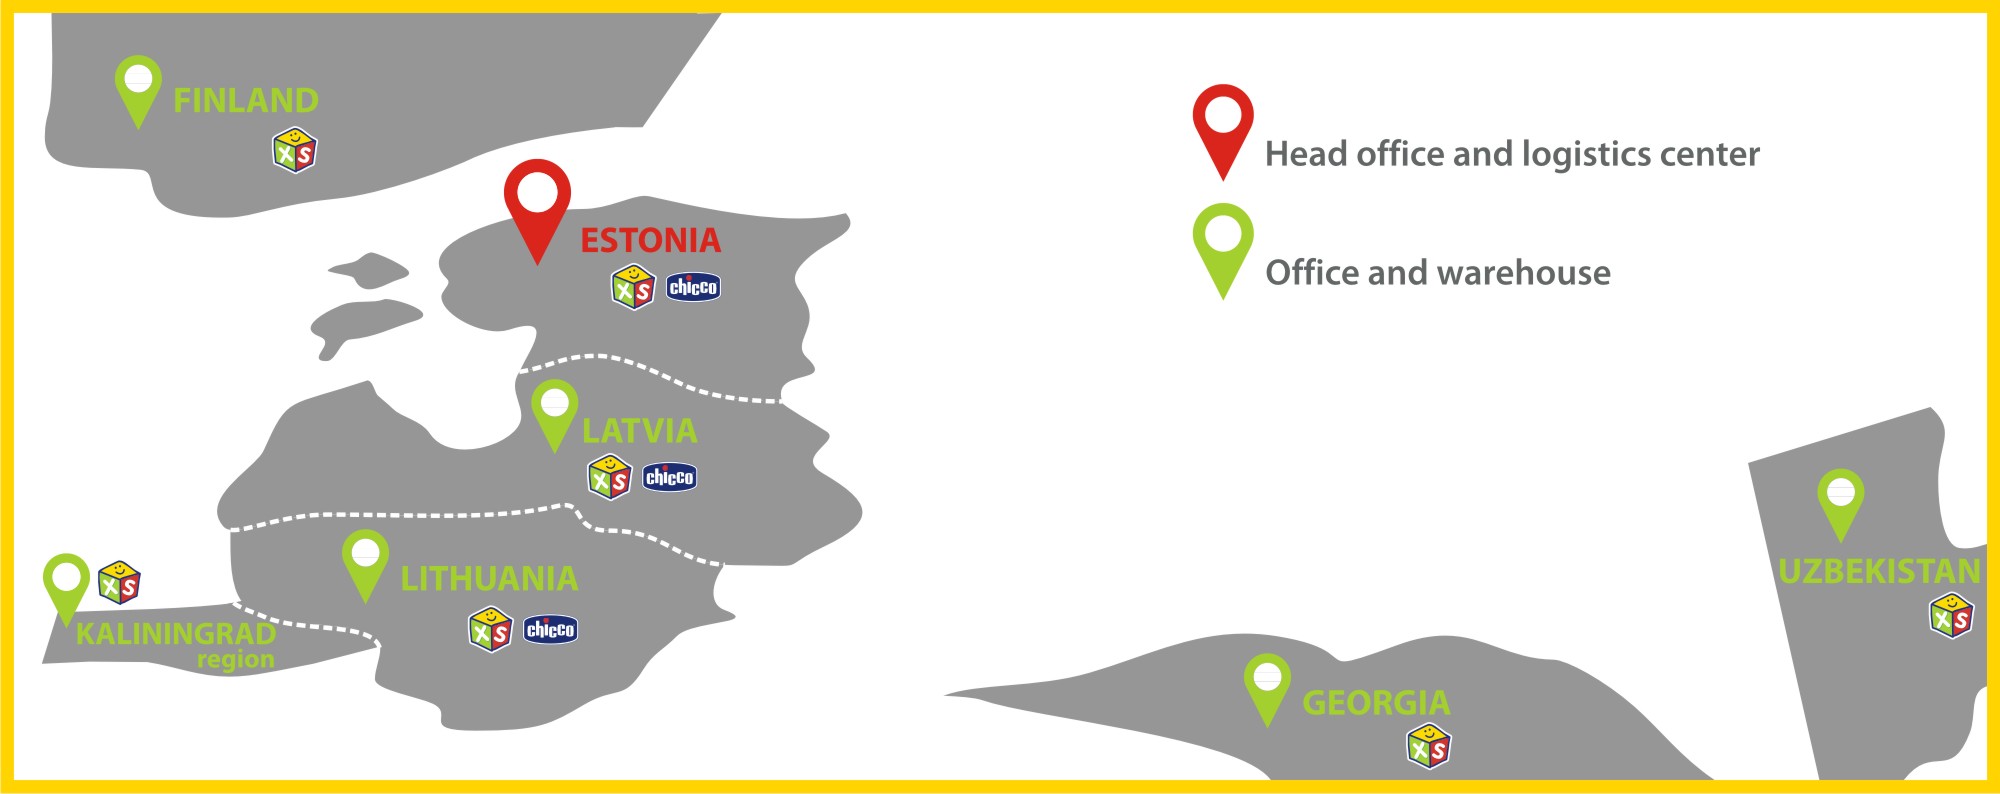 FINLAND
XS
Head office and logistics center
ESTONIA
XS chicco
Office and warehouse
LATVIA
XS chicco
LITHUANIA
XS chicco
XS
KALININGRAD
region
UZBEKISTAN
XS
GEORGIA
XS